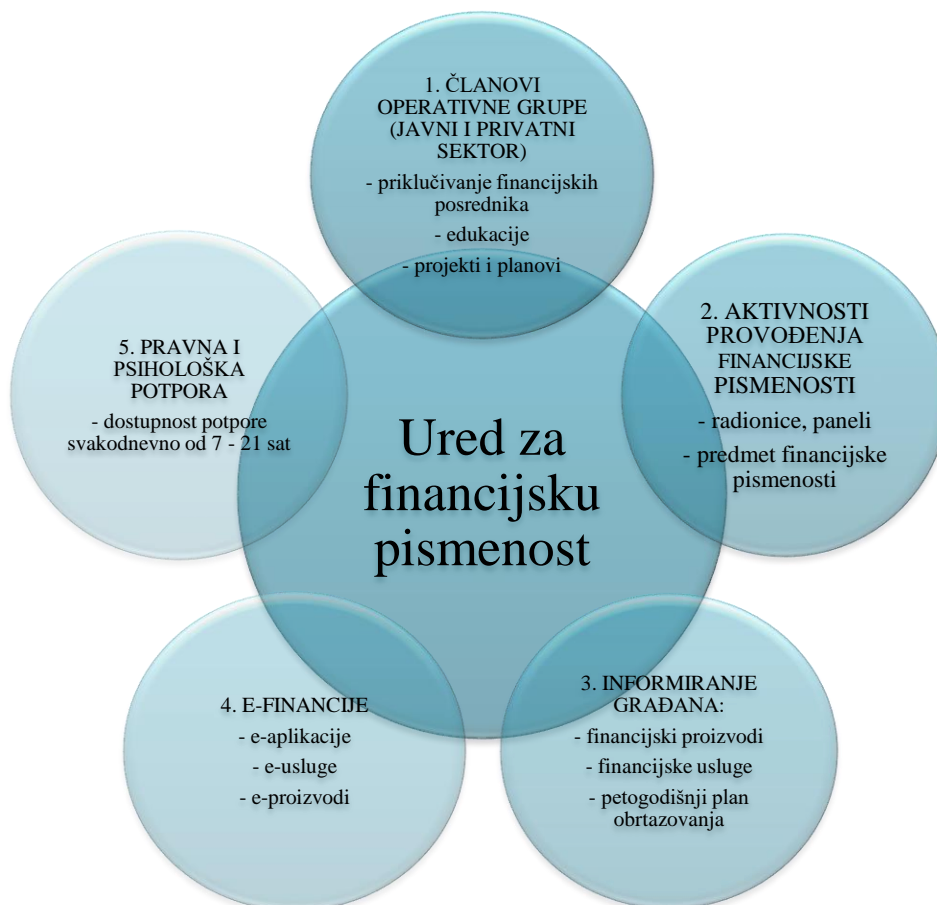 1. ČLANOVI
OPERATIVNE GRUPE
(JAVNI I PRIVATNI
SEKTOR)
- priklučivanje financijskih
posrednika
- edukacije
- projekti i planovi
2. AKTIVNOSTI
PROVOĐENJA
FINANCIJSKE
PISMENOSTI
- radionice, paneli
- predmet financijske
pismenosti
3. INFORMIRANJE
GRAĐANA:
- financijski proizvodi
- financijske usluge
- petogodišnji plan
obrtazovanja
4. E-FINANCIJE
- e-aplikacije
- e-usluge
- e-proizvodi
5. PRAVNA I
PSIHOLOŠKA
POTPORA
- dostupnost potpore
svakodnevno od 7 - 21 sat
Ured za
financijsku
pismenost